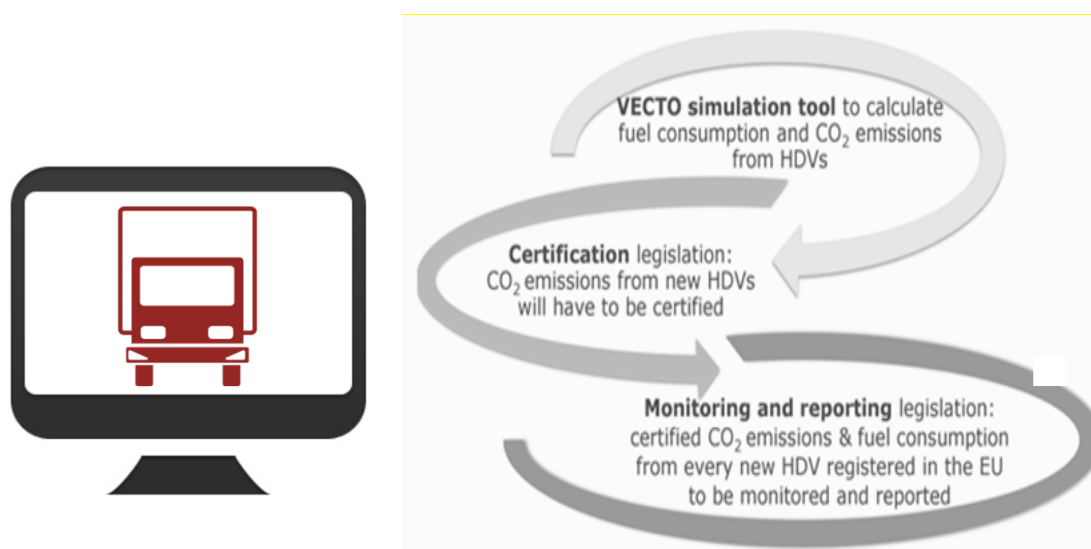 VECTO simulation tool to calculate
fuel consumption and CO₂ emissions
from HDVs
Certification legislation:
CO₂ emissions from new HDVs
will have to be certified
Monitoring and reporting legislation:
certified CO₂ emissions & fuel consumption
from every new HDV registered in the EU
to be monitored and reported